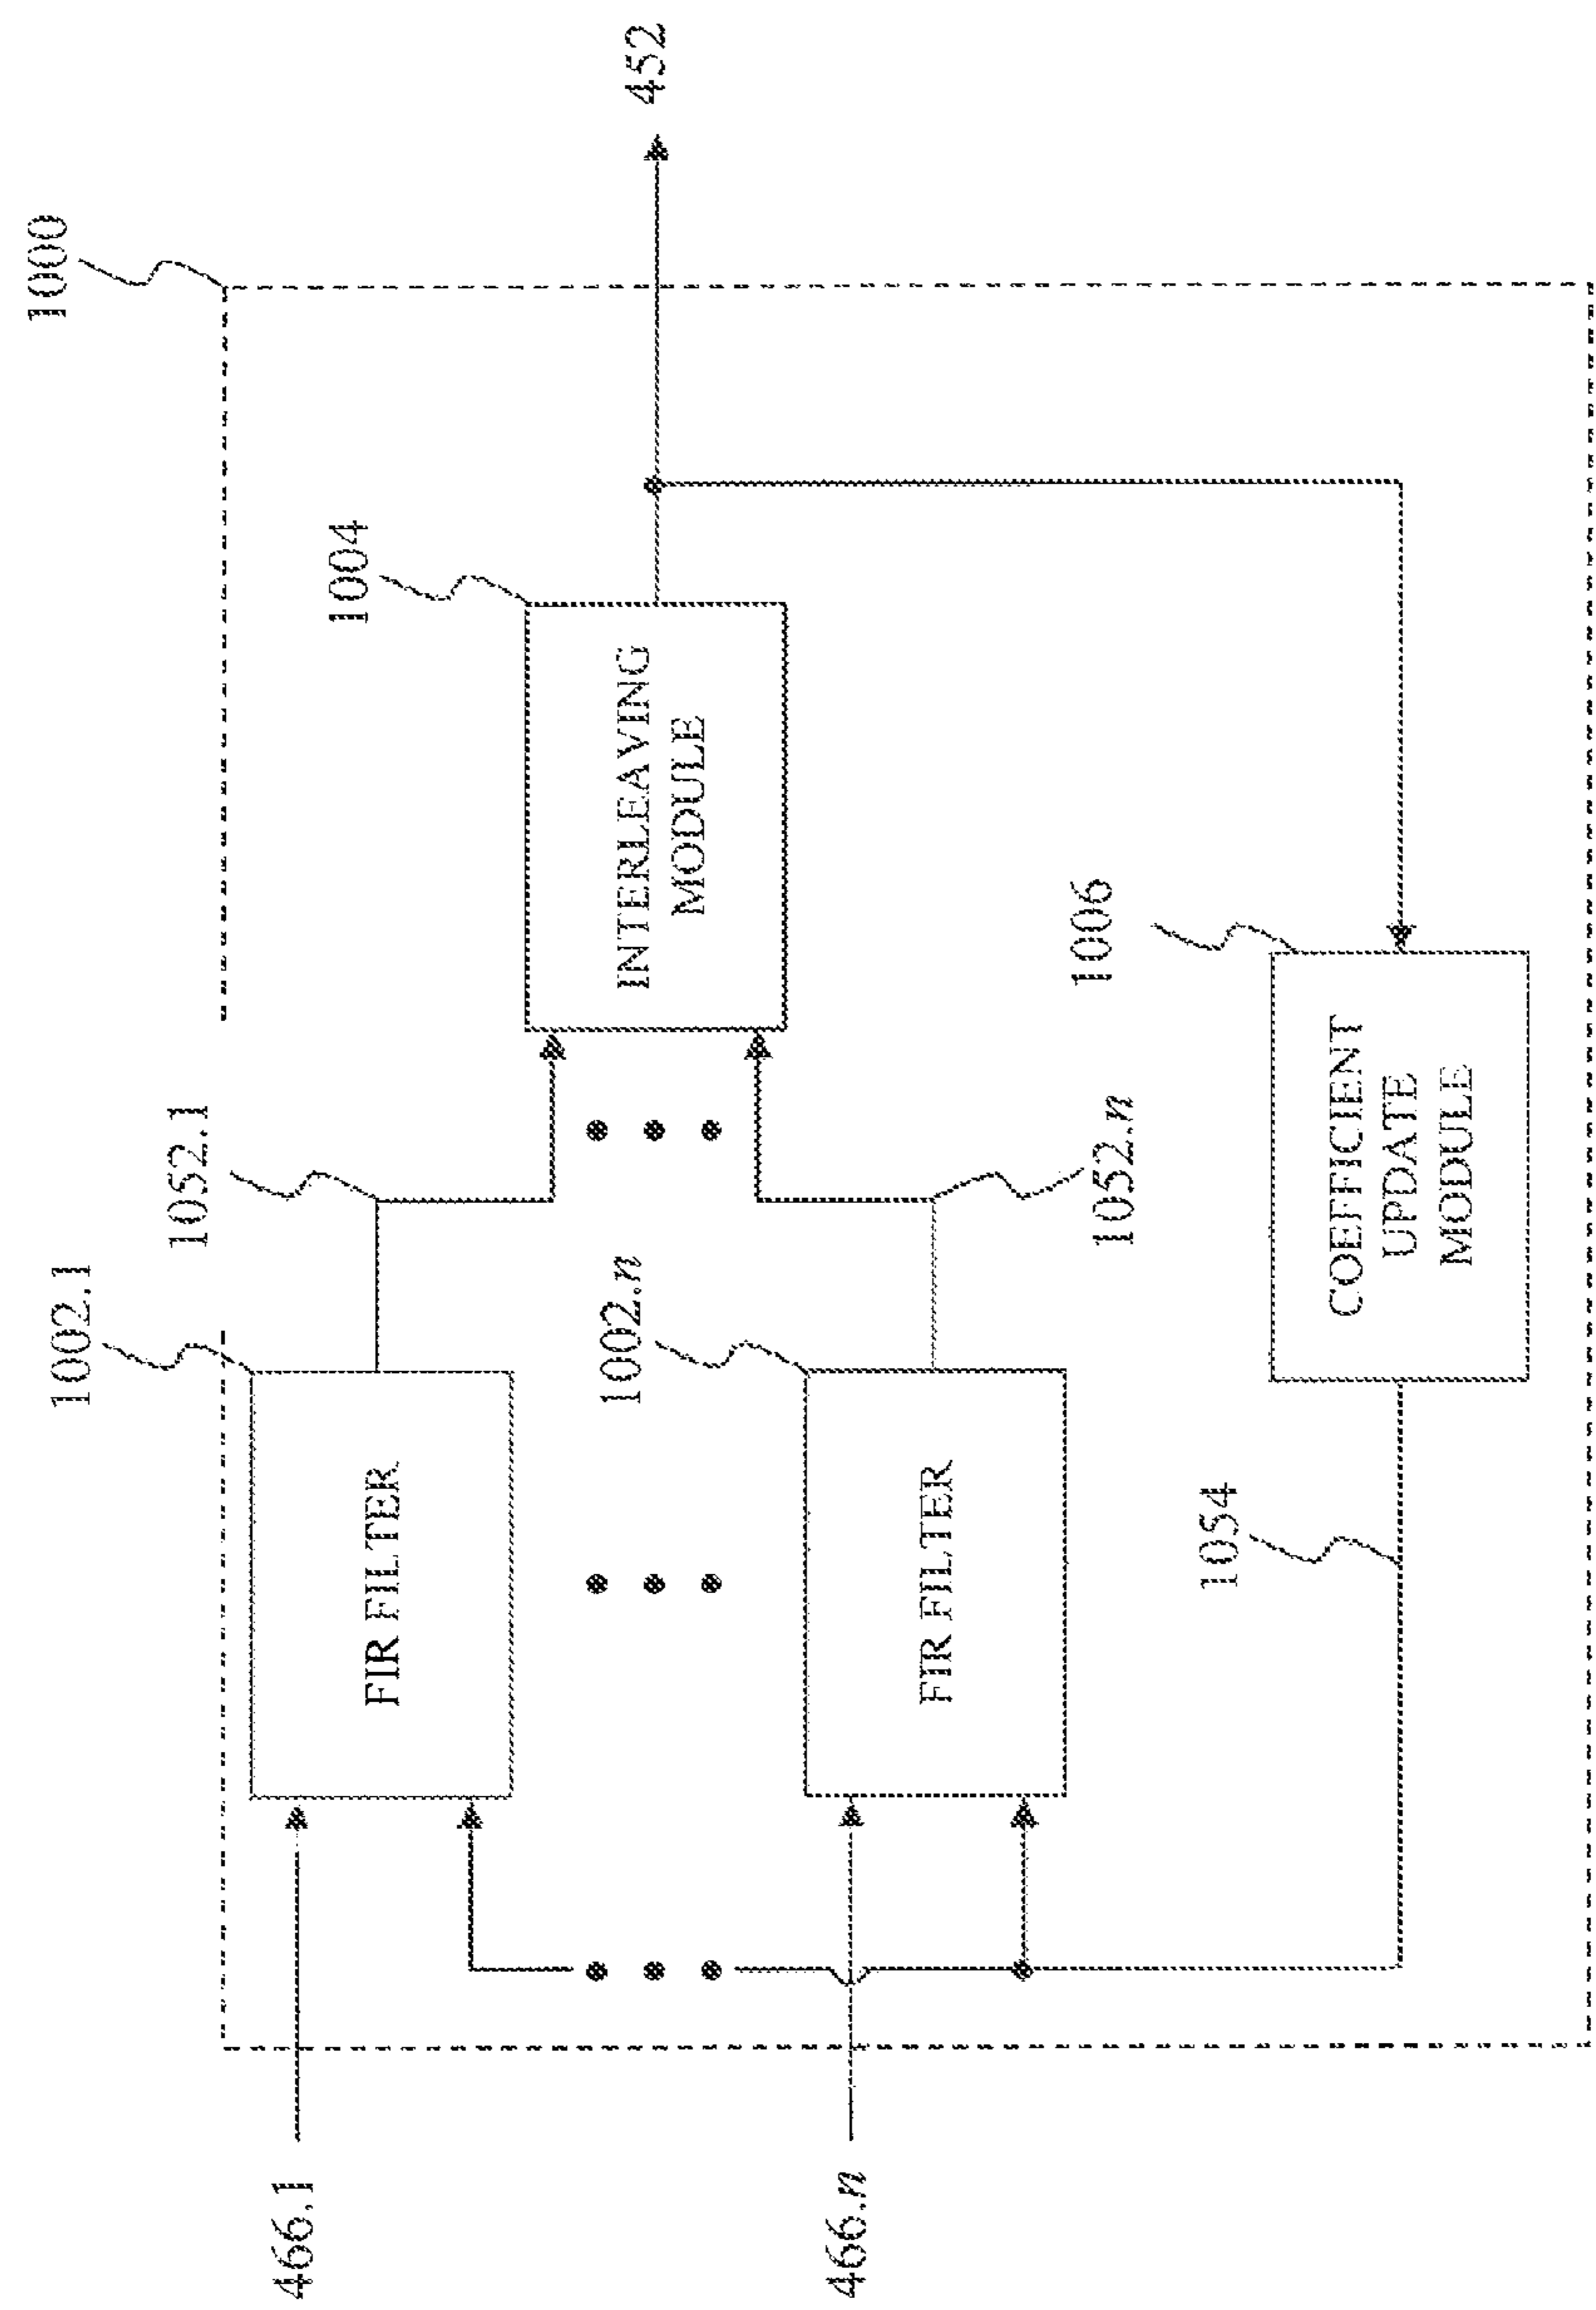 1000
1002.1
1052.1
1004
452
466.1
FIR FILTER
INTERLEAVING
MODULE
1002.n
466.n
FIR FILTER
1052.n
1006
1054
COEFFICIENT
UPDATE
MODULE